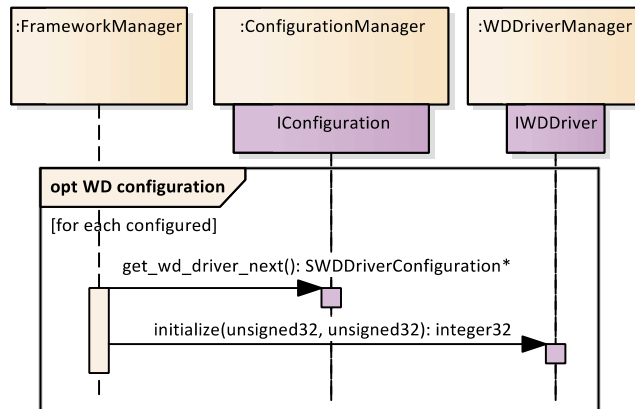 :FrameworkManager
:ConfigurationManager
:WDDriverManager
IConfiguration
IWDDriver
opt WD configuration
[for each configured]
get_wd_driver_next(): SWDDriverConfiguration*
initialize(unsigned32, unsigned32): integer32